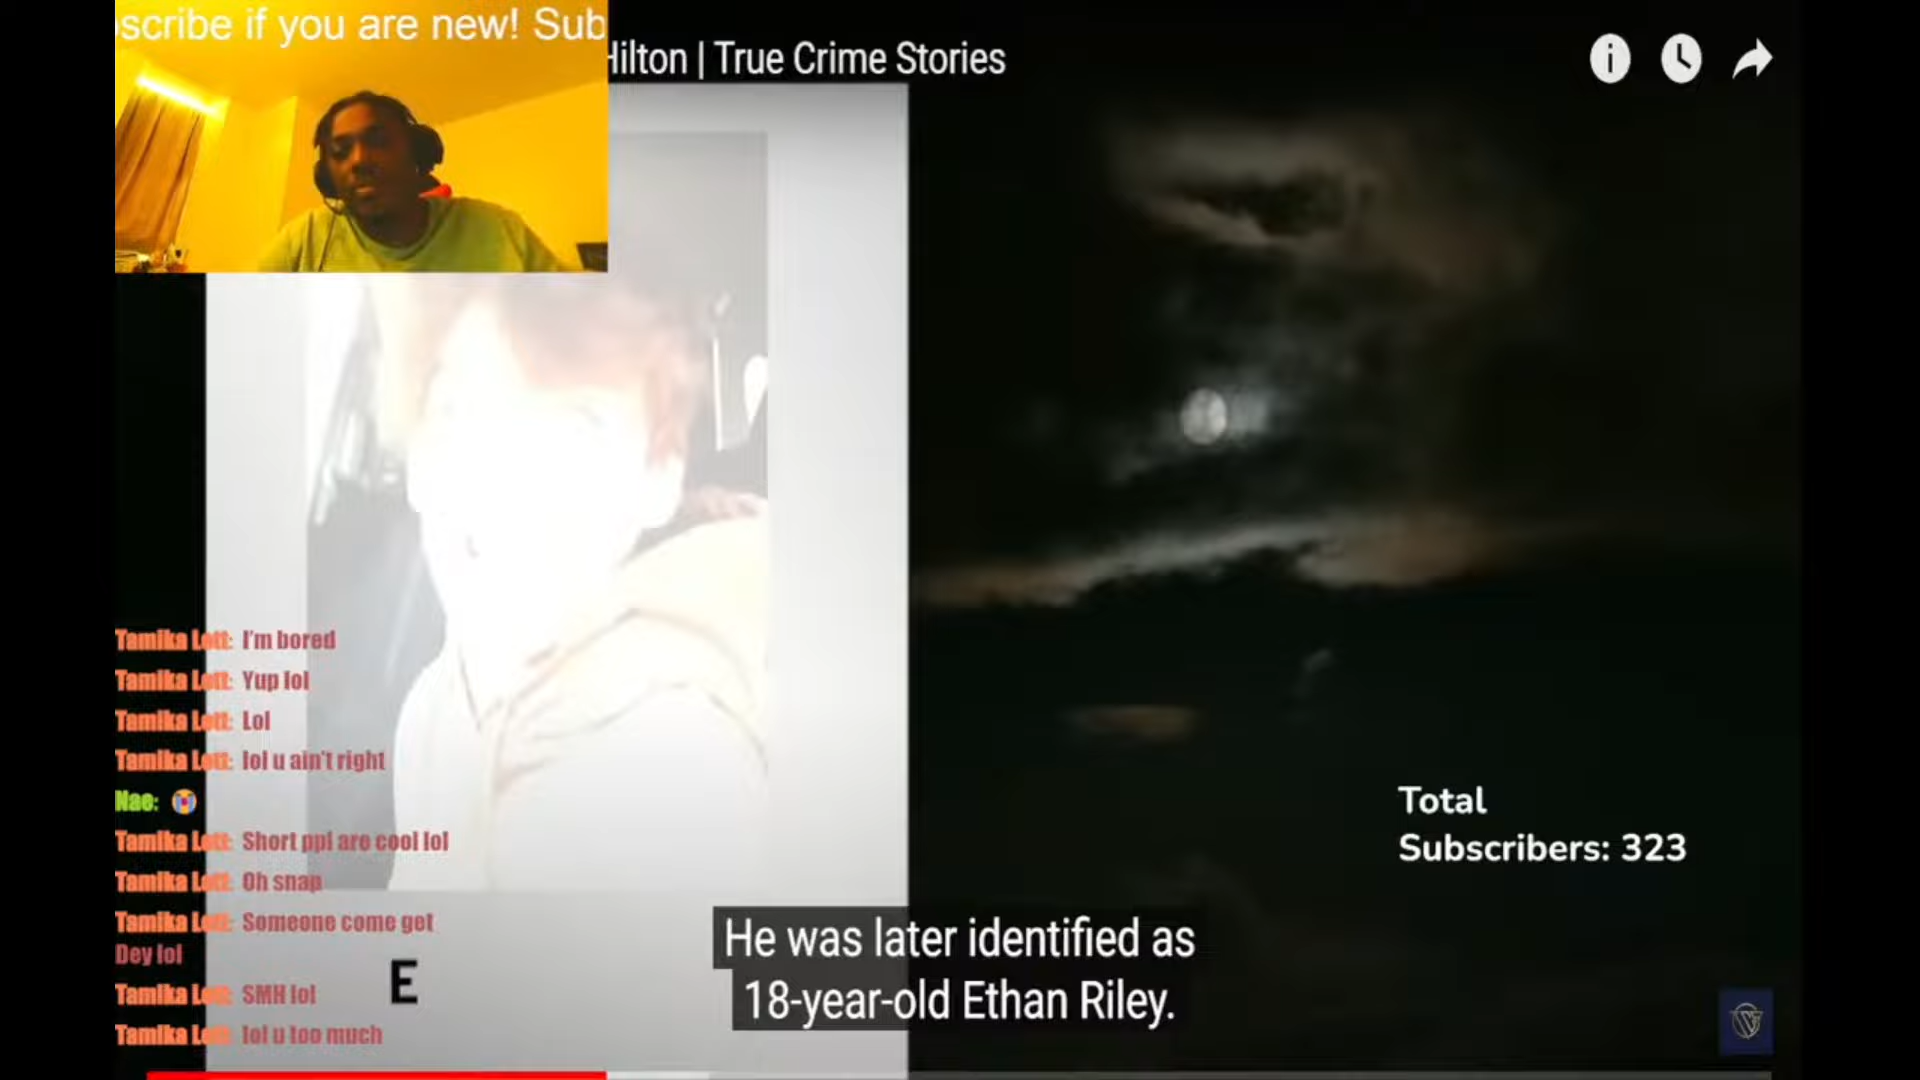 scribe if you are new! Sub
Hilton | True Crime Stories
Tamika Lott: I'm bored
Tamika Lott: Yup lol
Tamika Lott: Lol
Tamika Lott: lol u ain't right
Nae: 😭
Tamika Lott: Short ppl are cool lol
Tamika Lott: Oh snap
Tamika Lott: Someone come get
Dey lol
Tamika Lott: SMH lol
Tamika Lott: lol u too much
E
Total
Subscribers: 323
He was later identified as
18-year-old Ethan Riley.